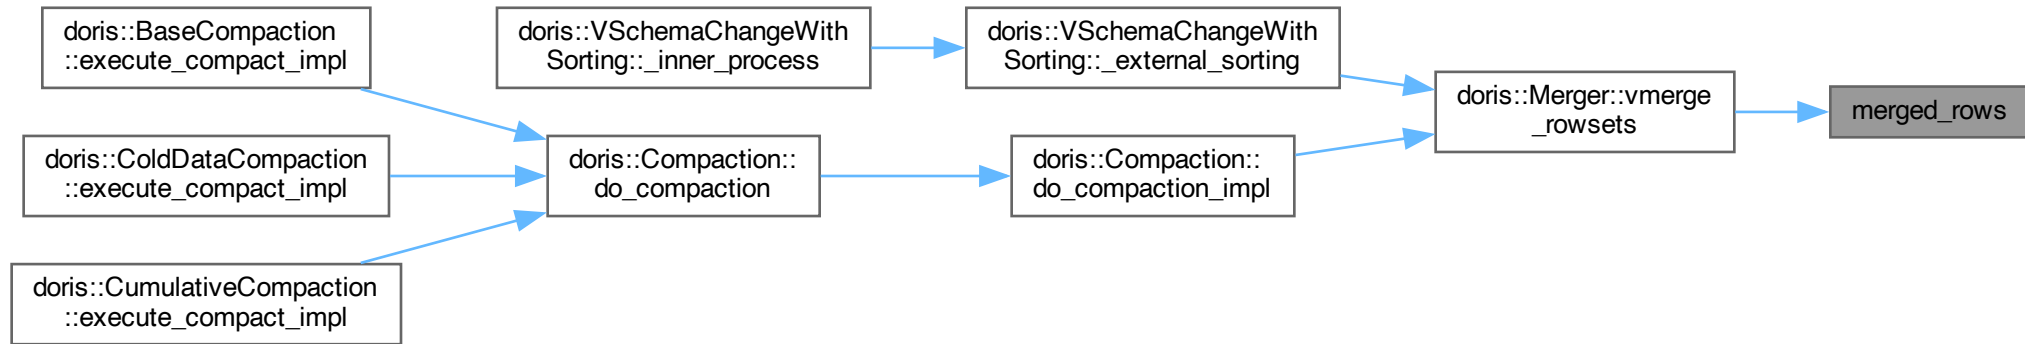 doris::BaseCompaction
::execute_compact_impl
doris::VSchemaChangeWith
Sorting::_inner_process
doris::VSchemaChangeWith
Sorting::_external_sorting
doris::Merger::vmerge
_rowsets
merged_rows
doris::ColdDataCompaction
::execute_compact_impl
doris::Compaction::
do_compaction
doris::Compaction::
do_compaction_impl
doris::CumulativeCompaction
::execute_compact_impl